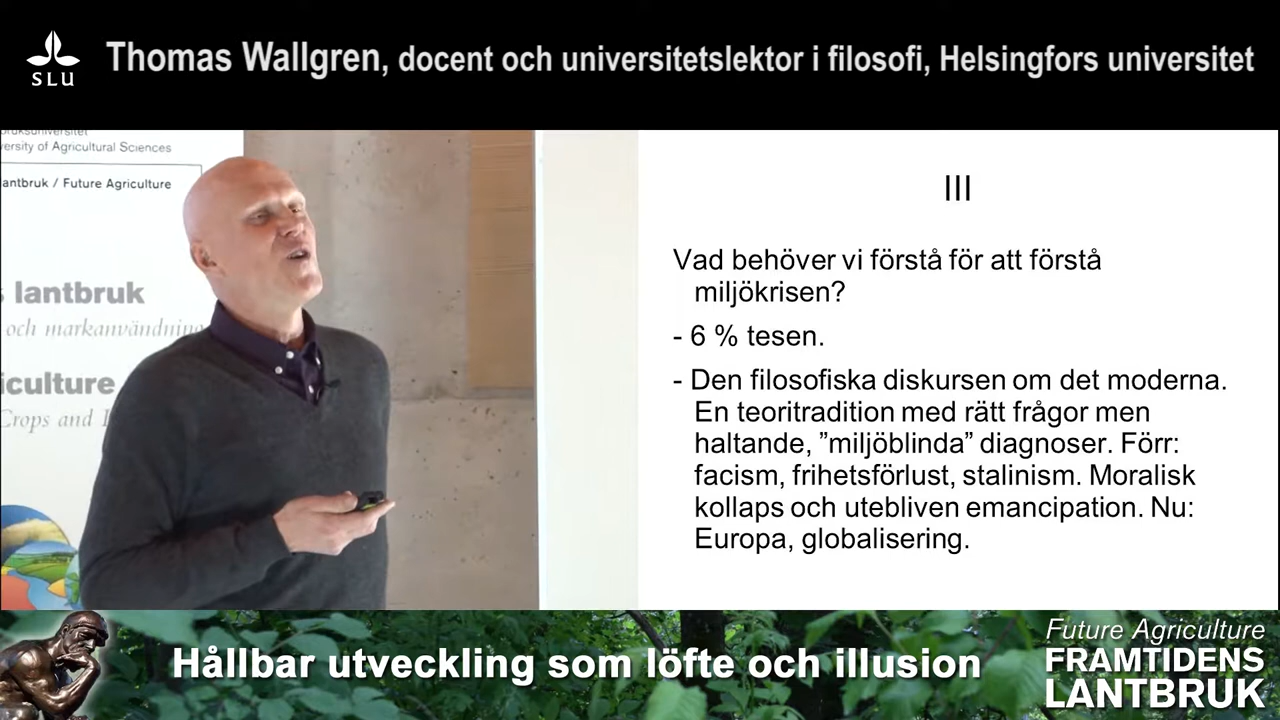 SLU
Thomas Wallgren, docent och universitetslektor i filosofi, Helsingfors universitet
versity of Agricultural Sciences
lantbruk / Future Agriculture
s lantbruk
och markanvändning
iculture
Crops and
III
Vad behöver vi förstå för att förstå
miljökrisen?
- 6 % tesen.
- Den filosofiska diskursen om det moderna.
En teoritradition med rätt frågor men
haltande, ”miljöblinda” diagnoser. Förr:
facism, frihetsförlust, stalinism. Moralisk
kollaps och utebliven emancipation. Nu:
Europa, globalisering.
Hållbar utveckling som löfte och illusion
Future Agriculture
FRAMTIDENS
LANTBRUK